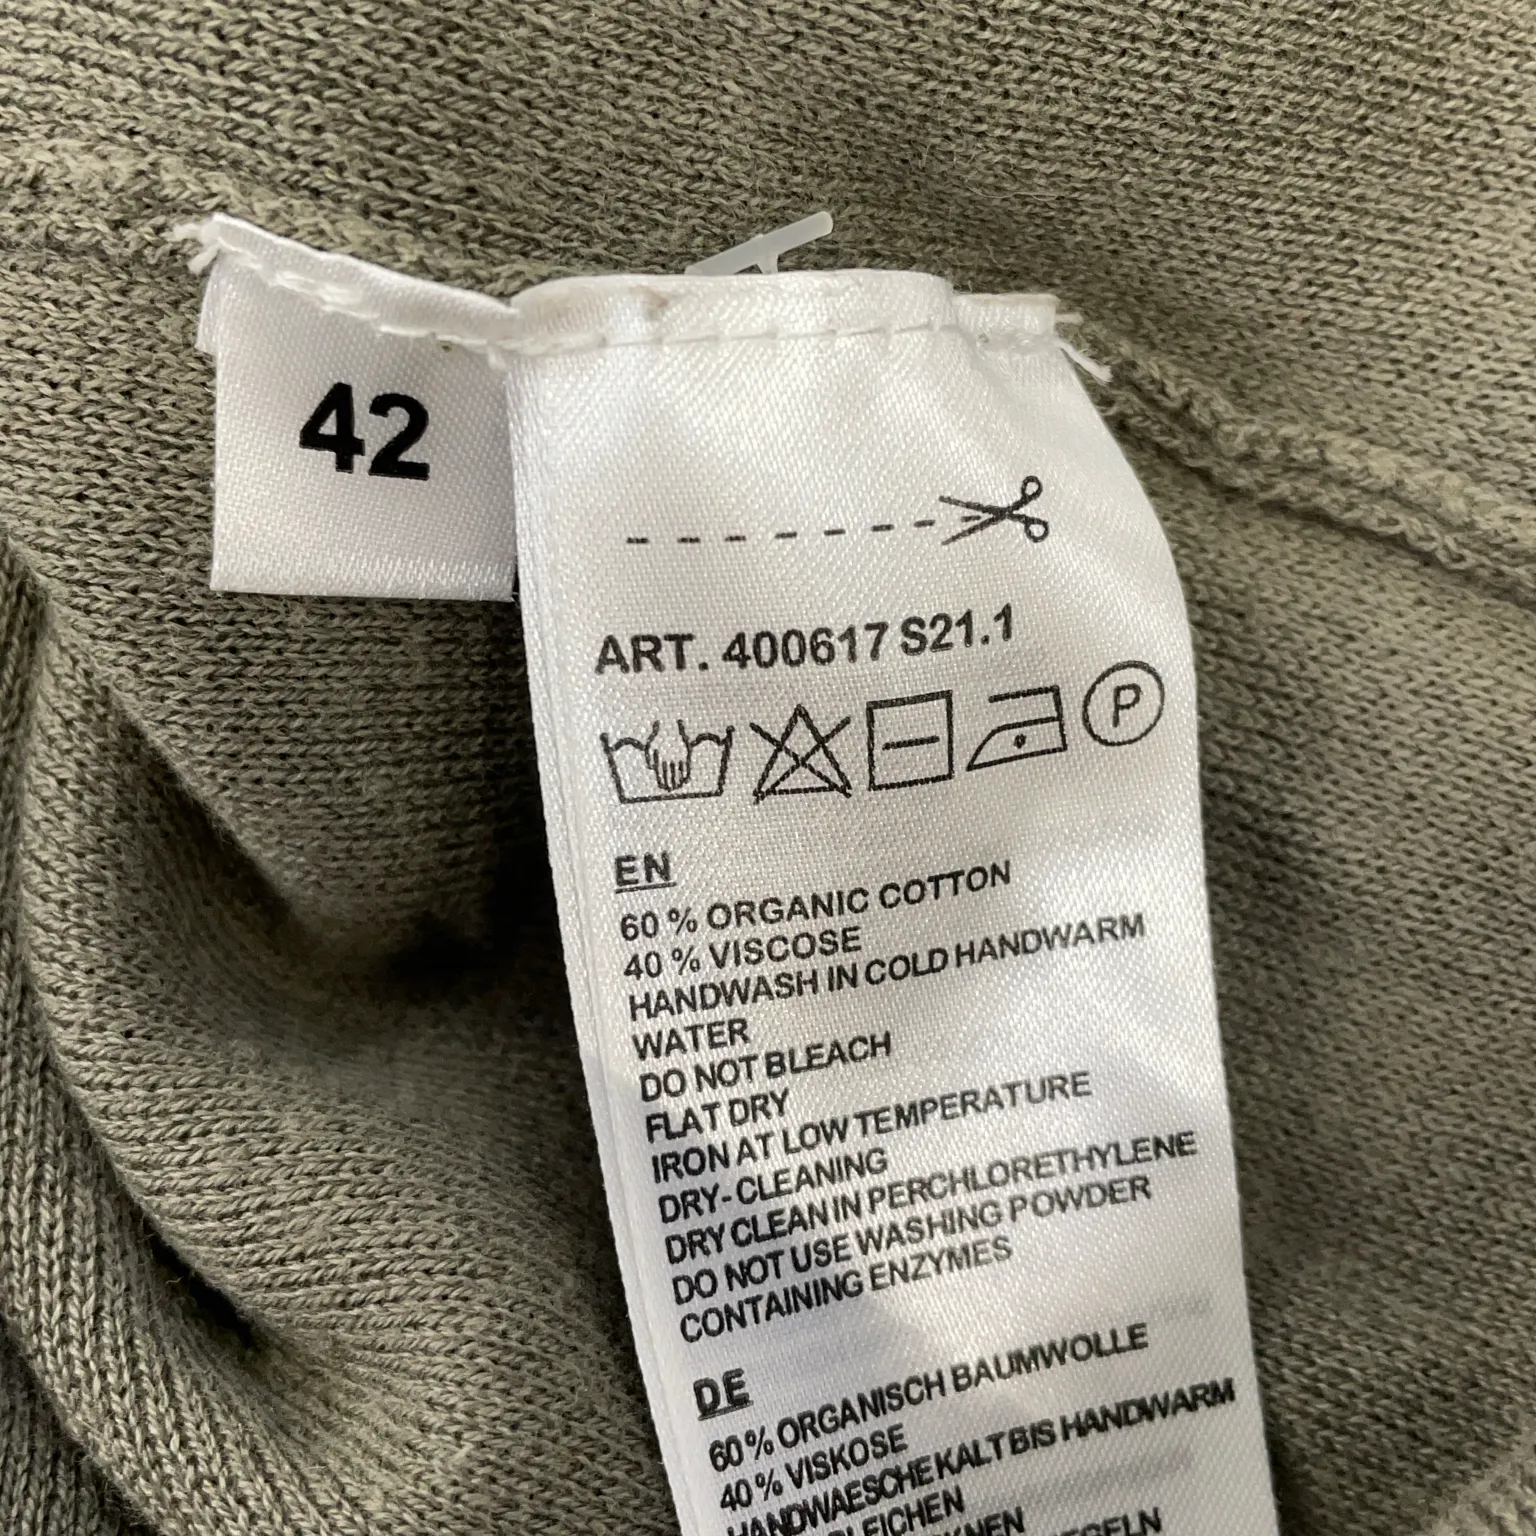 42
ART. 400617 S21.1
P
EN
60 % ORGANIC COTTON
40 % VISCOSE
HANDWASH IN COLD HANDWARM
WATER
DO NOT BLEACH
FLAT DRY
IRON AT LOW TEMPERATURE
DRY-CLEANING
DRY CLEAN IN PERCHLORETHYLENE
DO NOT USE WASHING POWDER
CONTAINING ENZYMES
DE
60 % ORGANISCH BAUMWOLLE
40 % VISKOSE
HANDWAESCHE KALT BIS HANDWARM